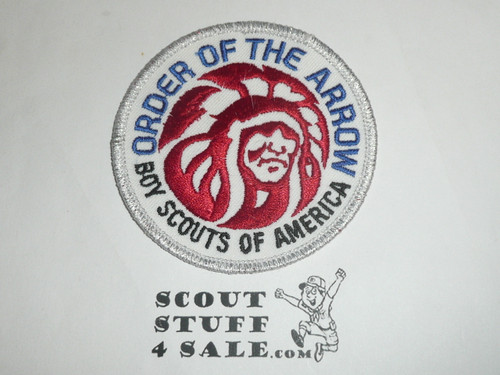 ORDER OF THE ARROW
BOY SCOUTS OF AMERICA
SCOUT
STUFF
4 SALE.COM